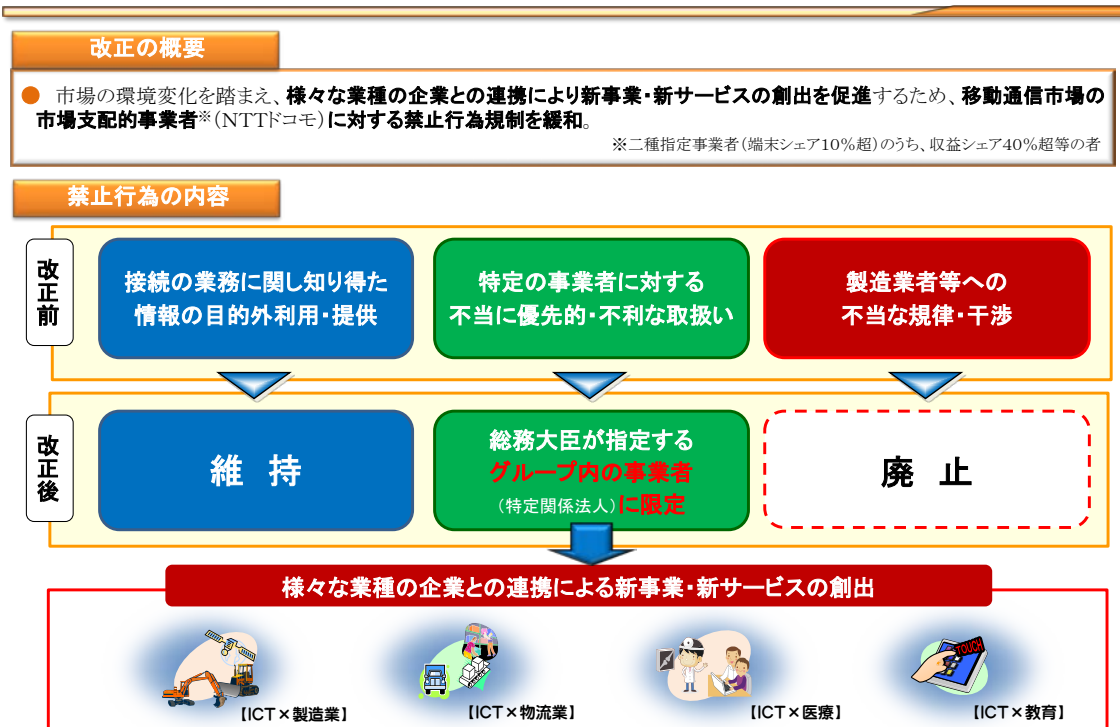 改正の概要
● 市場の環境変化を踏まえ、様々な業種の企業との連携により新事業・新サービスの創出を促進するため、移動通信市場の
市場支配的事業者※(NTTドコモ)に対する禁止行為規制を緩和。
※二種指定事業者(端末シェア10%超)のうち、収益シェア40%超等の者
禁止行為の内容
改正前
接続の業務に関し知り得た
情報の目的外利用・提供
特定の事業者に対する
不当に優先的・不利な取扱い
製造業者等への
不当な規律・干渉
改正後
維 持
総務大臣が指定する
グループ内の事業者
(特定関係法人)に限定
廃 止
様々な業種の企業との連携による新事業・新サービスの創出
TOUCH
【ICT×製造業】
【ICT×物流業】
【ICT×医療】
【ICT×教育】